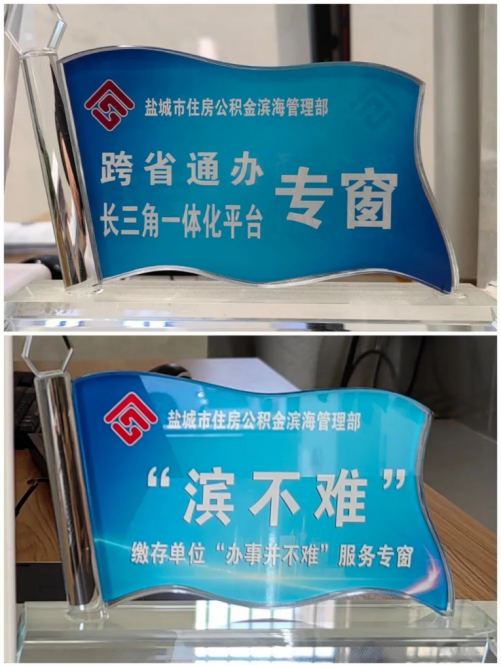 盐城市住房公积金滨海管理部
跨省通办
长三角一体化平台
专窗
盐城市住房公积金滨海管理部
“滨不难”
缴存单位“办事并不难”服务专窗